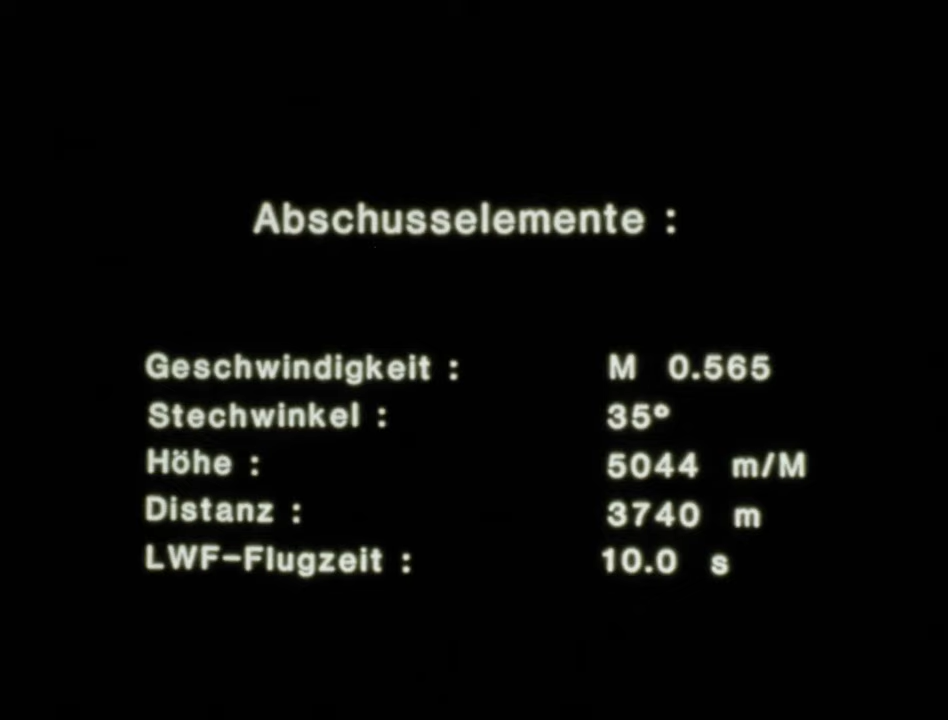 Abschusselemente :
Geschwindigkeit : M 0.565
Stechwinkel : 35°
Höhe : 5044 m/M
Distanz : 3740 m
LWF-Flugzeit : 10.0 s